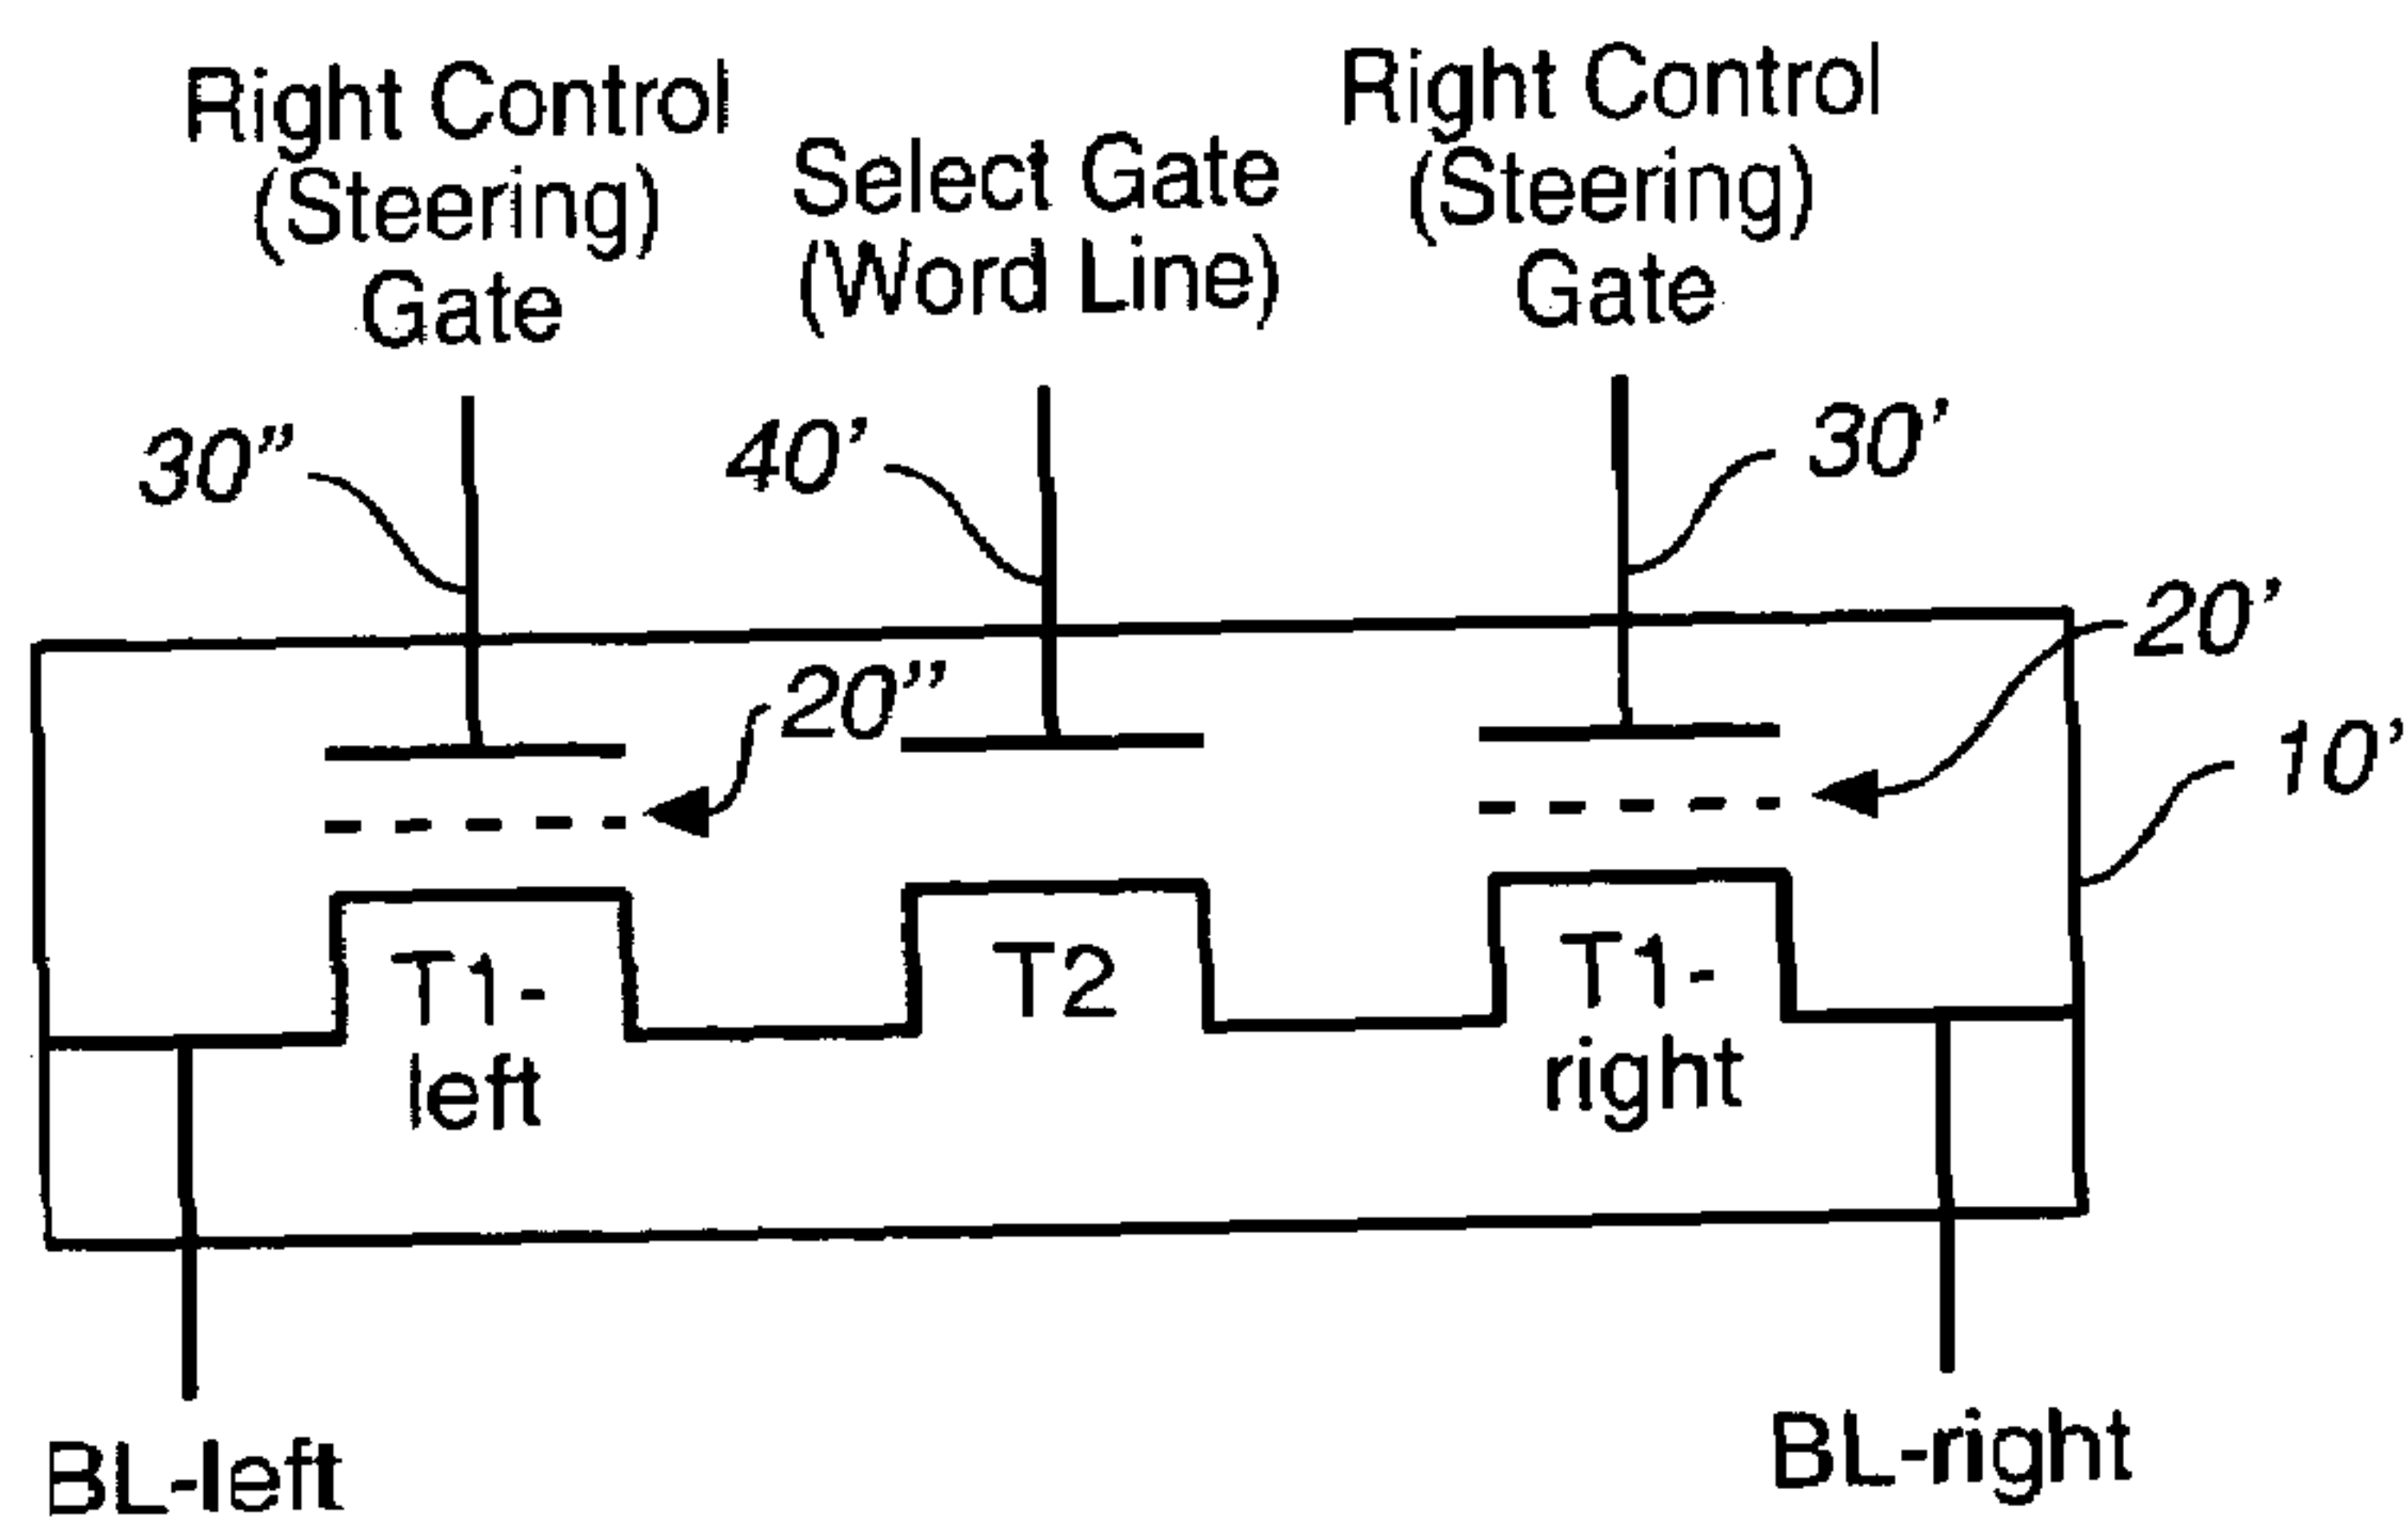 Right Control
(Steering)
Gate
Select Gate
(Word Line)
Right Control
(Steering)
Gate
30”
40’
30’
20’
20”
10’
T1-
left
T2
T1-
right
BL-left
BL-right